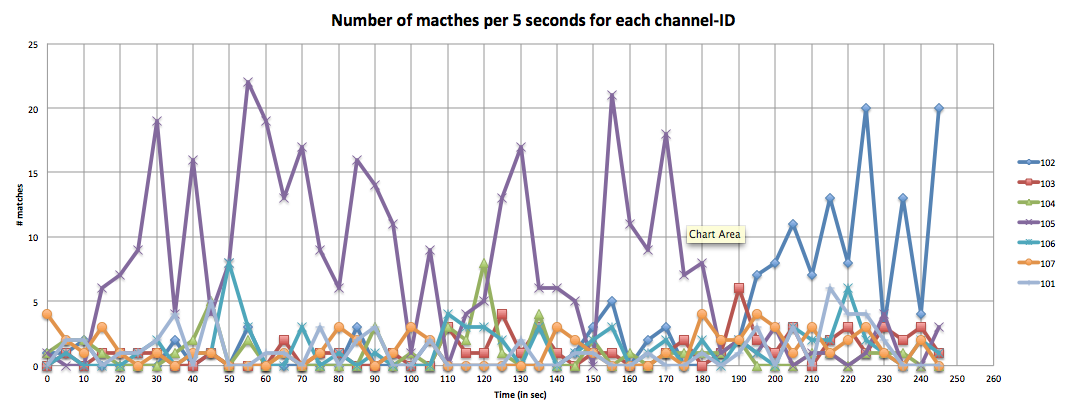 Number of macthes per 5 seconds for each channel-ID
25
20
15
10
5
0
# matches
0 10 20 30 40 50 60 70 80 90 100 110 120 130 140 150 160 170 180 190 200 210 220 230 240 250 260
Time (in sec)
Chart Area
102
103
104
105
106
107
101